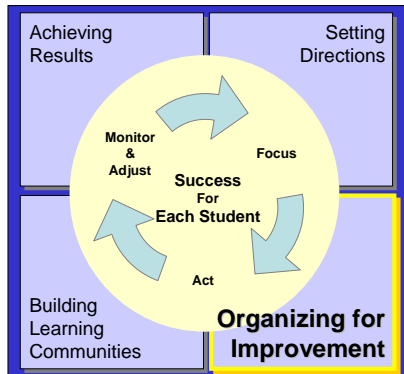 Achieving
Results
Setting
Directions
Monitor
&
Adjust
Focus
Success
For
Each Student
Act
Building
Learning
Communities
Organizing for
Improvement